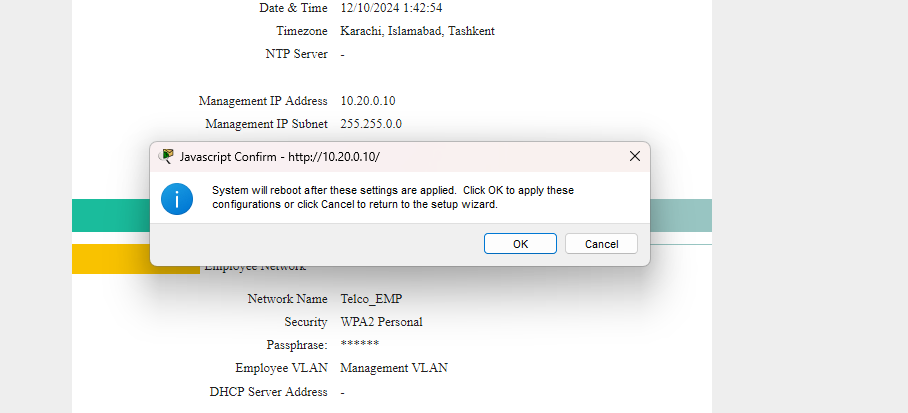 Date & Time 12/10/2024 1:42:54
Timezone Karachi, Islamabad, Tashkent
NTP Server -
Management IP Address 10.20.0.10
Management IP Subnet 255.255.0.0
Javascript Confirm - http://10.20.0.10/
System will reboot after these settings are applied. Click OK to apply these
configurations or click Cancel to return to the setup wizard.
OK Cancel
Employee Network
Network Name Telco_EMP
Security WPA2 Personal
Passphrase: ******
Employee VLAN Management VLAN
DHCP Server Address -